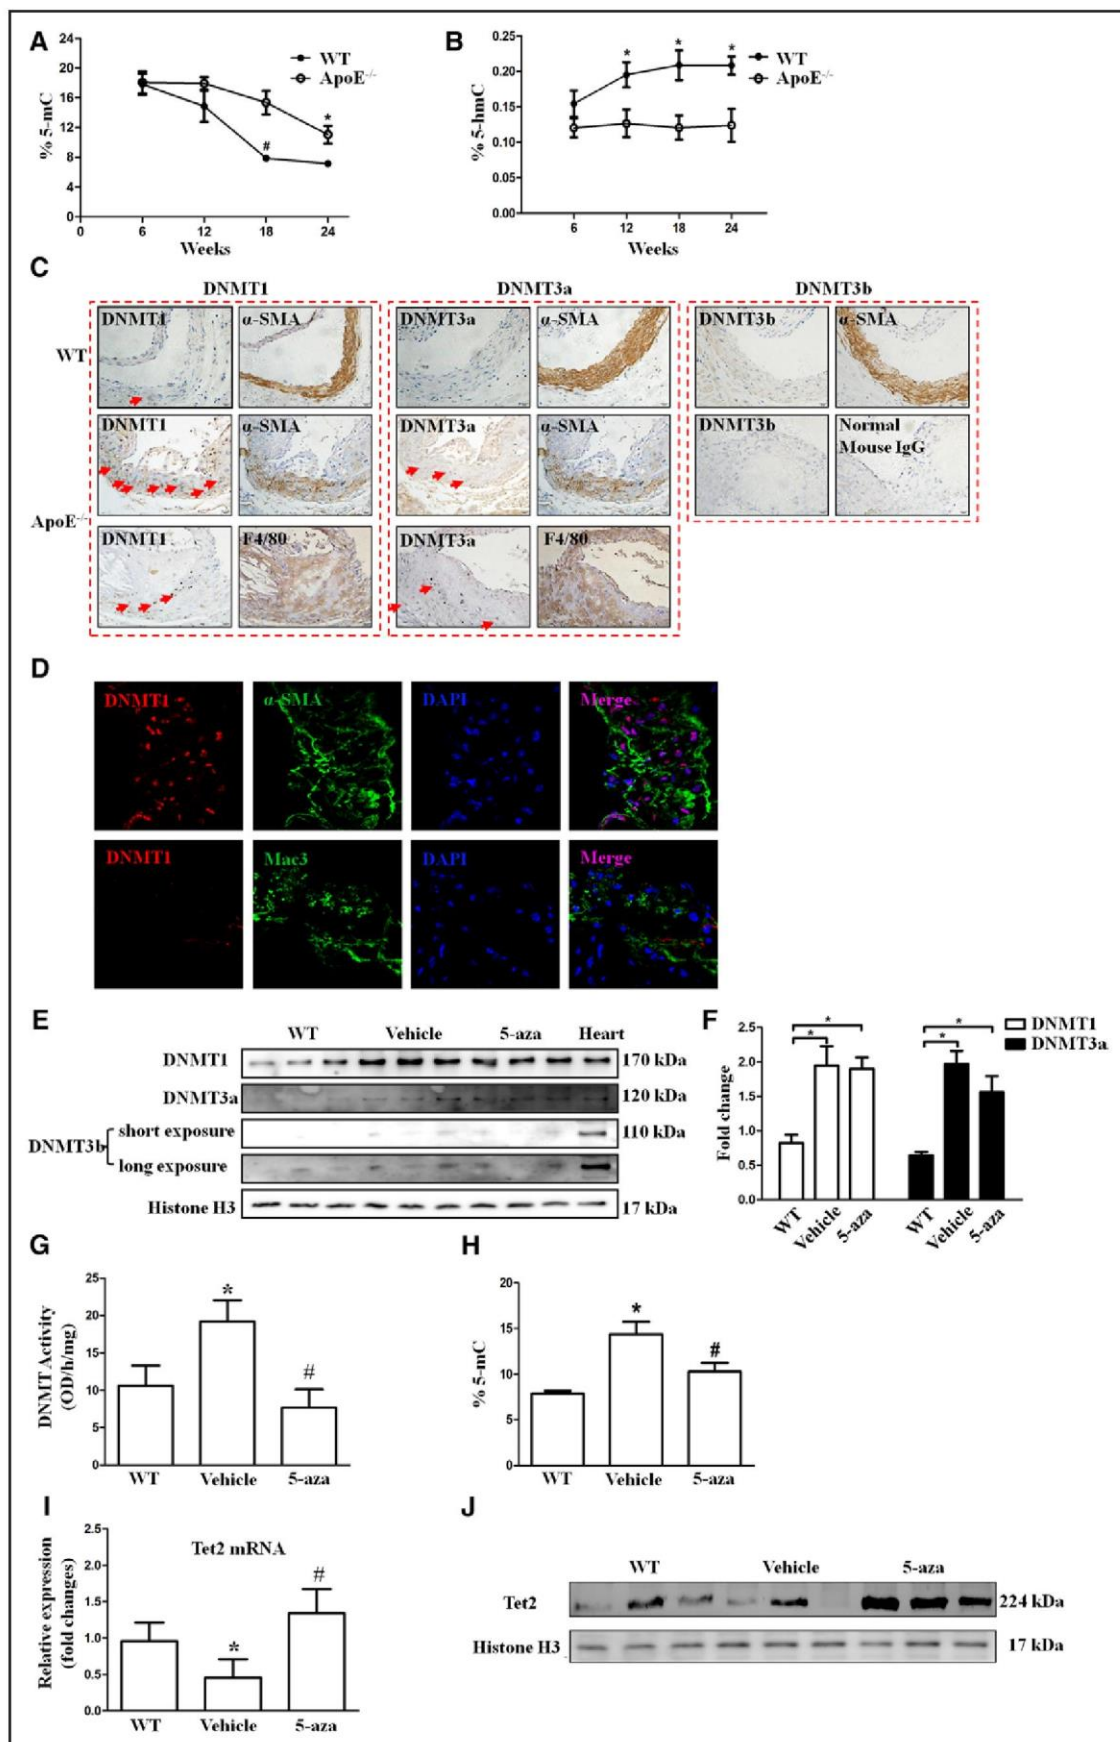 A
24
20
16
12
8
4
0
% 5-mC
WT
ApoE-/-
#
*
0 6 12 18 24
Weeks
B
0.25
0.20
0.15
0.10
0.05
0.00
% 5-hmC
* * *
WT
ApoE-/-
6 12 18 24
Weeks
C
DNMT1 DNMT3a DNMT3b
WT
DNMT1 α-SMA DNMT3a α-SMA DNMT3b α-SMA
DNMT1 α-SMA DNMT3a α-SMA DNMT3b Normal
Mouse IgG
ApoE-/-
DNMT1 F4/80 DNMT3a F4/80
D
DNMT1 α-SMA DAPI Merge
DNMT1 Mac3 DAPI Merge
E
WT Vehicle 5-aza Heart
DNMT1 170 kDa
DNMT3a 120 kDa
DNMT3b
short exposure 110 kDa
long exposure
Histone H3 17 kDa
F
2.5
2.0
1.5
1.0
0.5
0.0
Fold change
* *
* *
DNMT1
DNMT3a
WT Vehicle 5-aza WT Vehicle 5-aza
G
25
20
15
10
5
0
DNMT Activity
(OD/h/mg)
*
#
WT Vehicle 5-aza
H
20
15
10
5
0
% 5-mC
*
#
WT Vehicle 5-aza
I
2.5
2.0
1.5
1.0
0.5
0.0
Relative expression
(fold changes)
Tet2 mRNA
*
#
WT Vehicle 5-aza
J
WT Vehicle 5-aza
Tet2 224 kDa
Histone H3 17 kDa